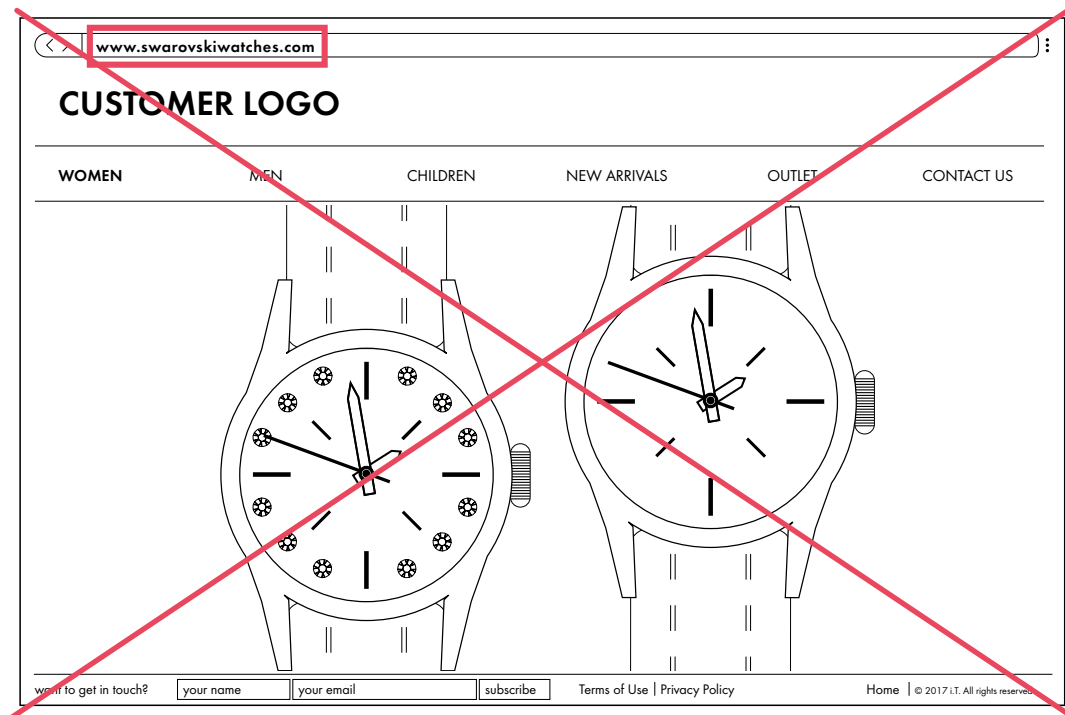 www.swarovskiwatches.com
CUSTOMER LOGO
WOMEN MEN CHILDREN NEW ARRIVALS OUTLET CONTACT US
want to get in touch? your name your email subscribe Terms of Use | Privacy Policy Home | © 2017 i.T. All rights reserved